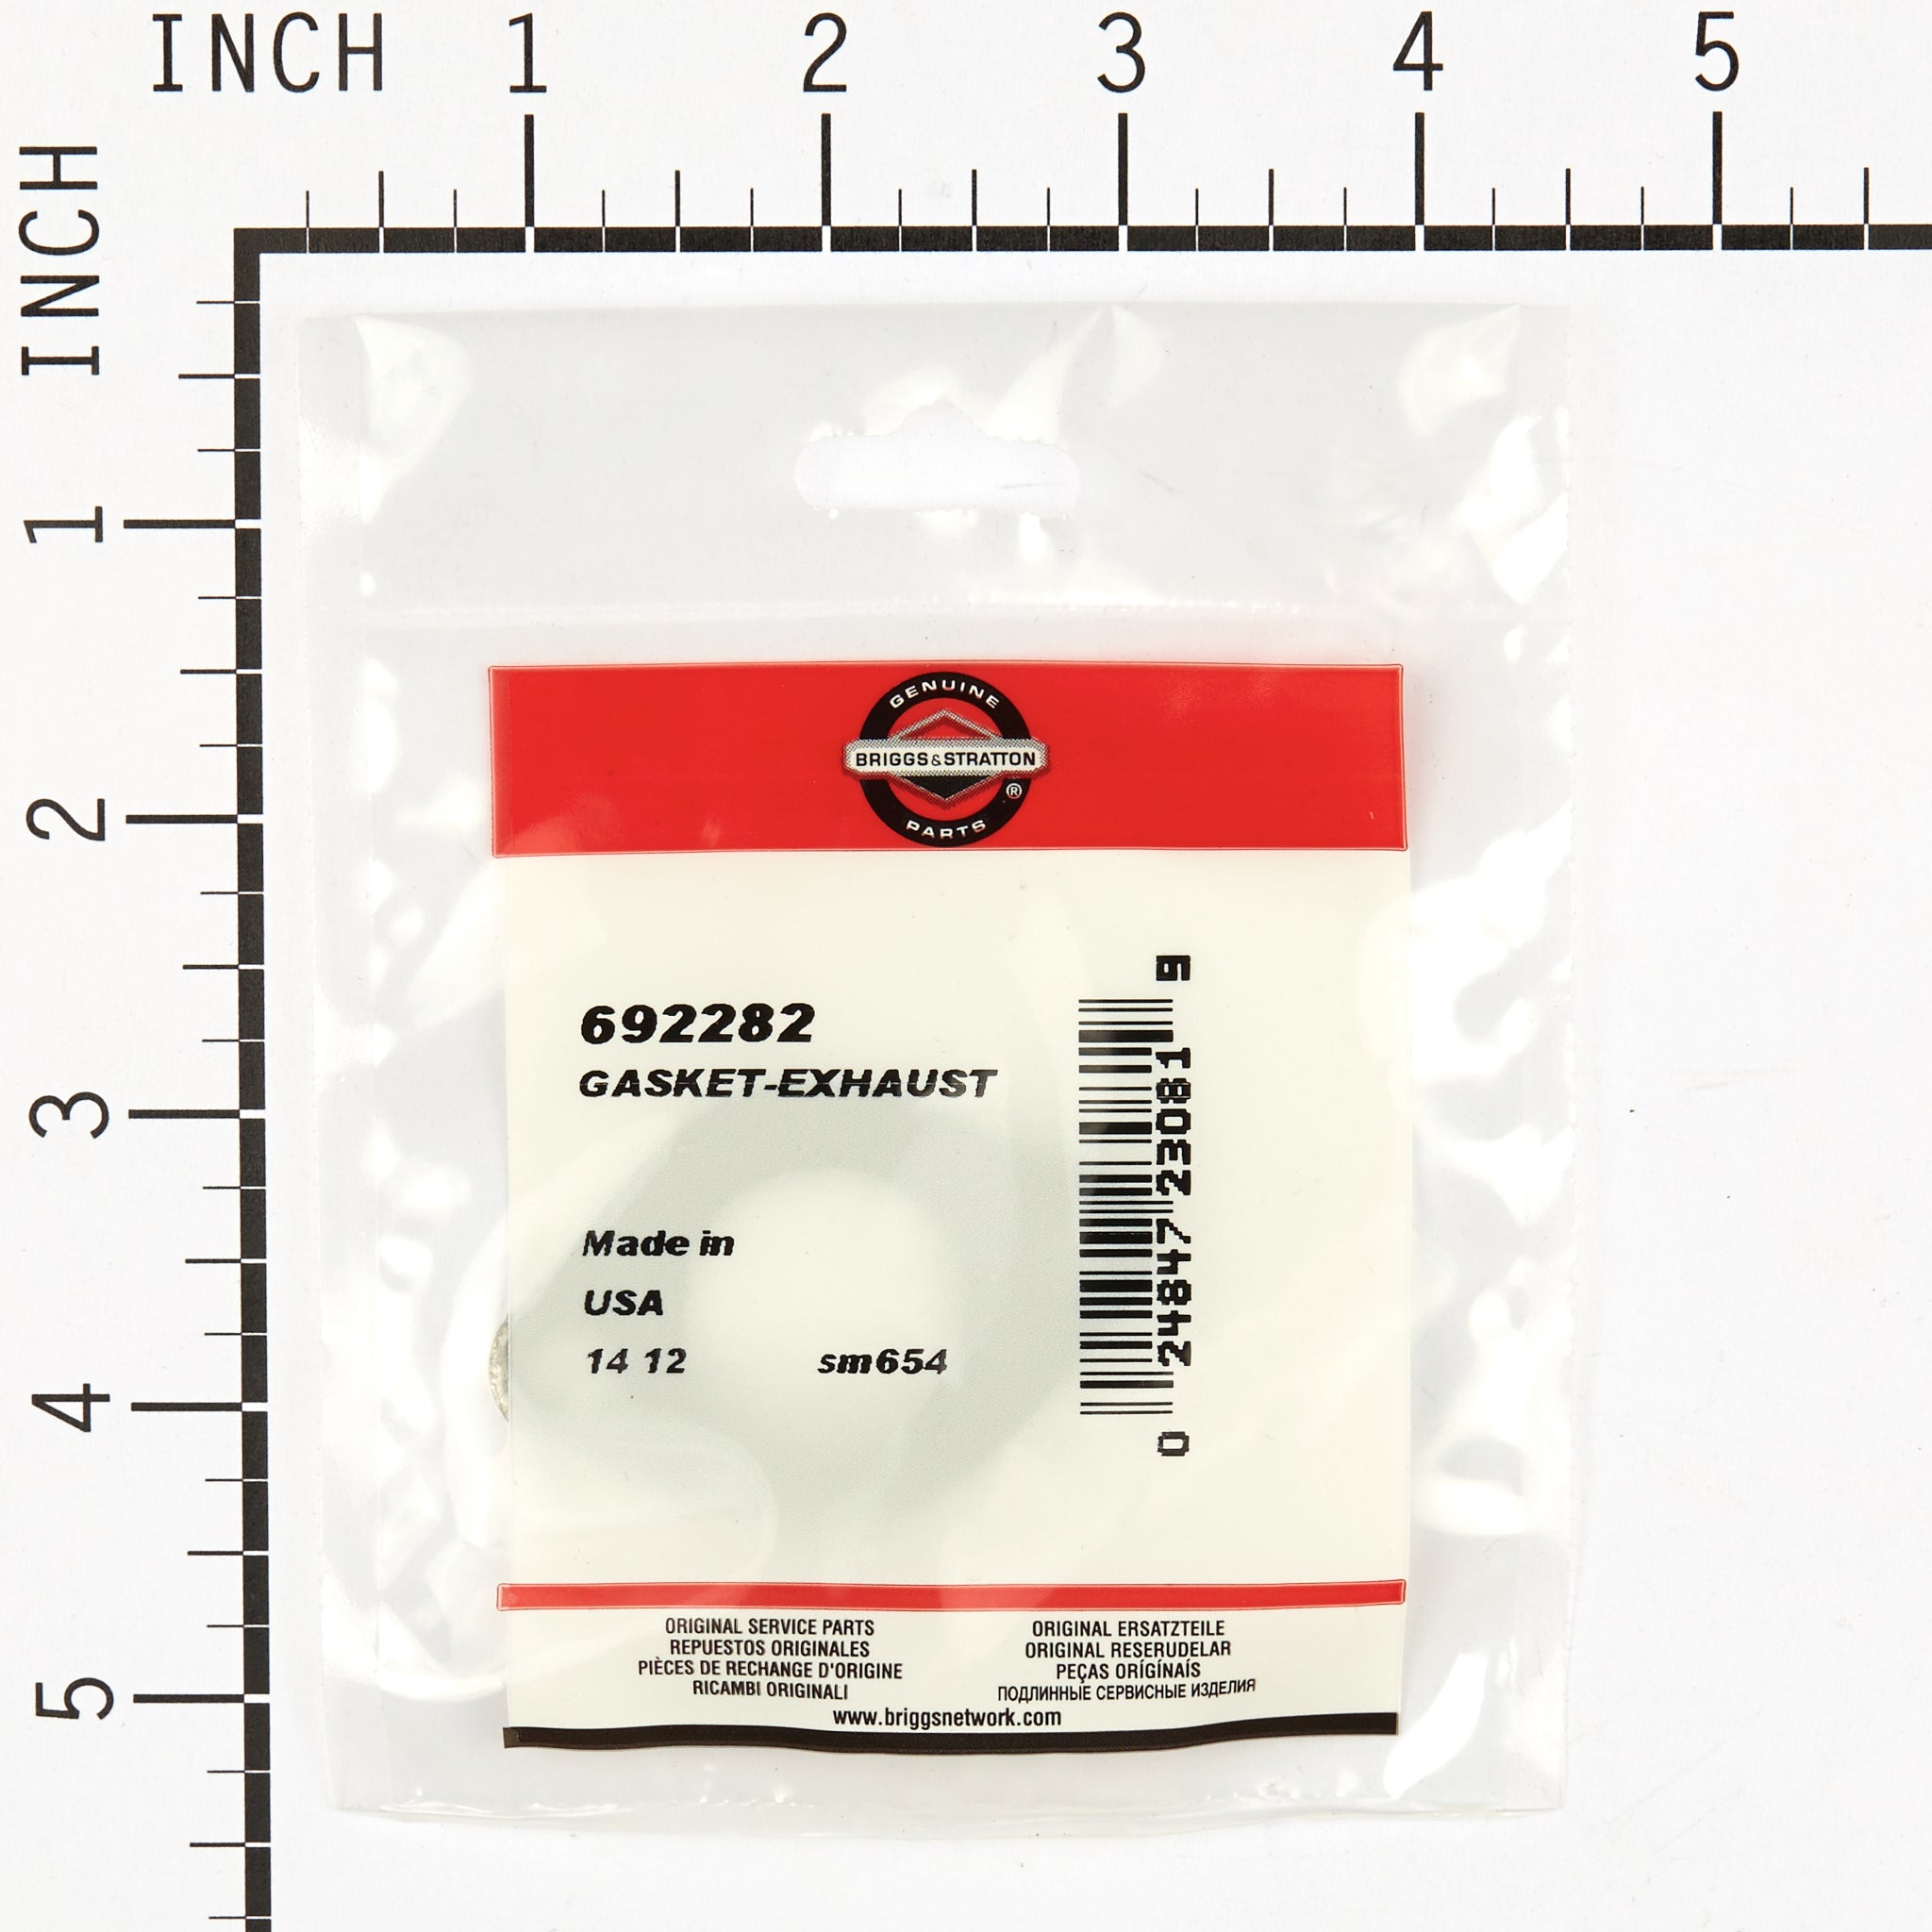 INCH 1 2 3 4 5
INCH 1 2 3 4 5
GENUINE
BRIGGS&STRATTON
®
PARTS
692282
GASKET-EXHAUST
Made in
USA
14 12 sm654
0 24847 23081 9
ORIGINAL SERVICE PARTS
REPUESTOS ORIGINALES
PIÈCES DE RECHANGE D'ORIGINE
RICAMBI ORIGINALI
ORIGINAL ERSATZTEILE
ORIGINAL RESERUDELAR
PEÇAS ORÍGÍNAÍS
ПОДЛИННЫЕ СЕРВИСНЫЕ ИЗДЕЛИЯ
www.briggsnetwork.com